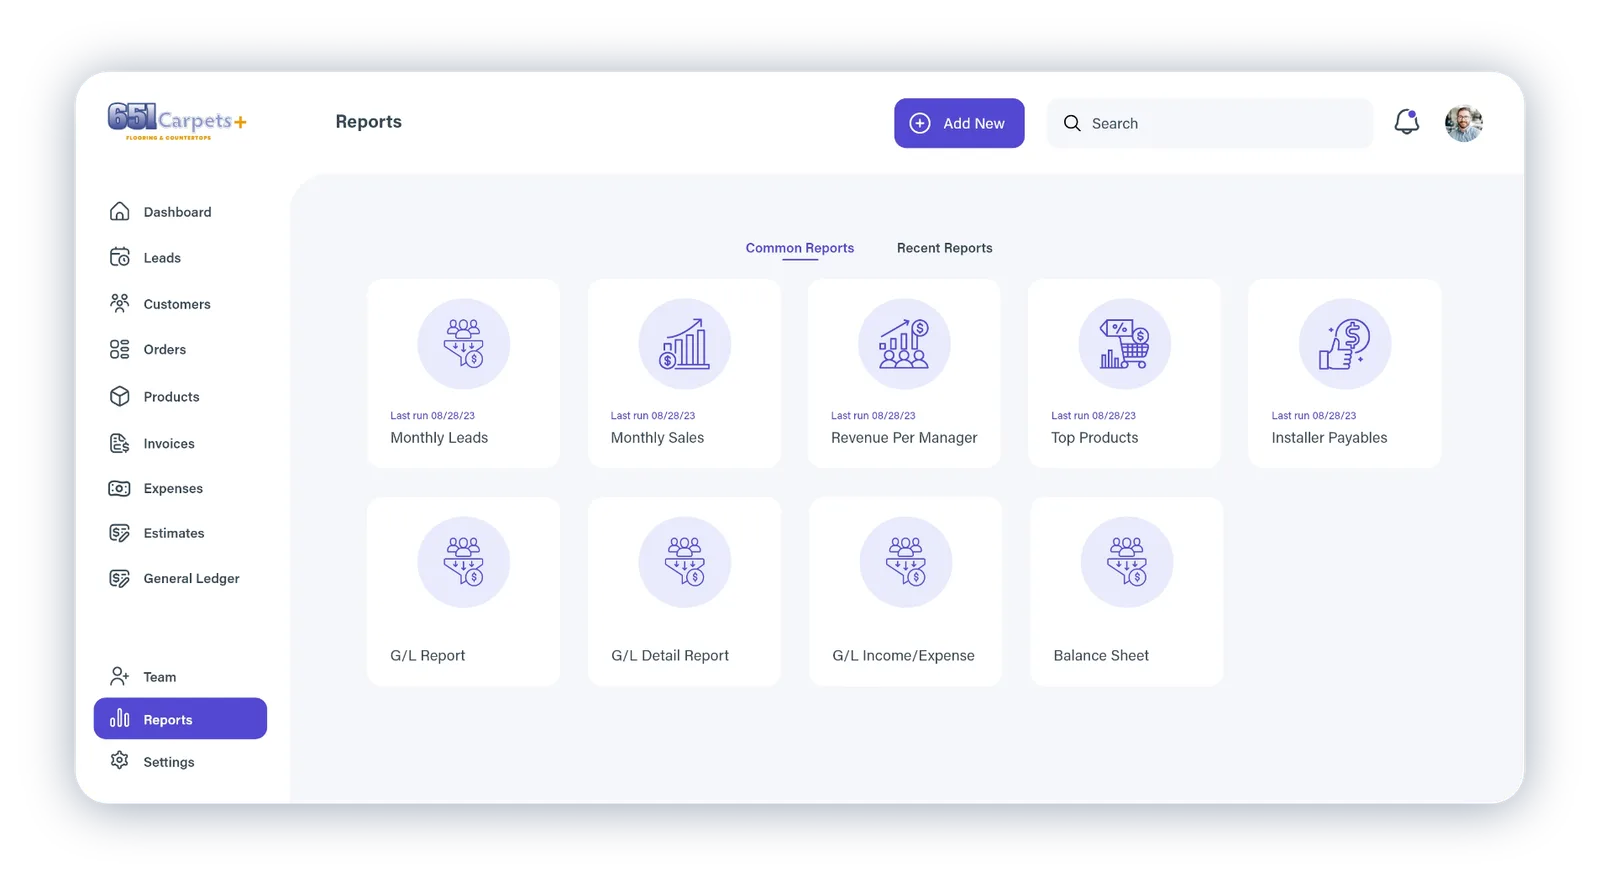 651 Carpets+
FLOORING & COUNTERTOPS
Reports
Add New
Search
Dashboard
Leads
Customers
Orders
Products
Invoices
Expenses
Estimates
General Ledger
Team
Reports
Settings
Common Reports
Recent Reports
Last run 08/28/23
Monthly Leads
Last run 08/28/23
Monthly Sales
Last run 08/28/23
Revenue Per Manager
Last run 08/28/23
Top Products
Last run 08/28/23
Installer Payables
G/L Report
G/L Detail Report
G/L Income/Expense
Balance Sheet